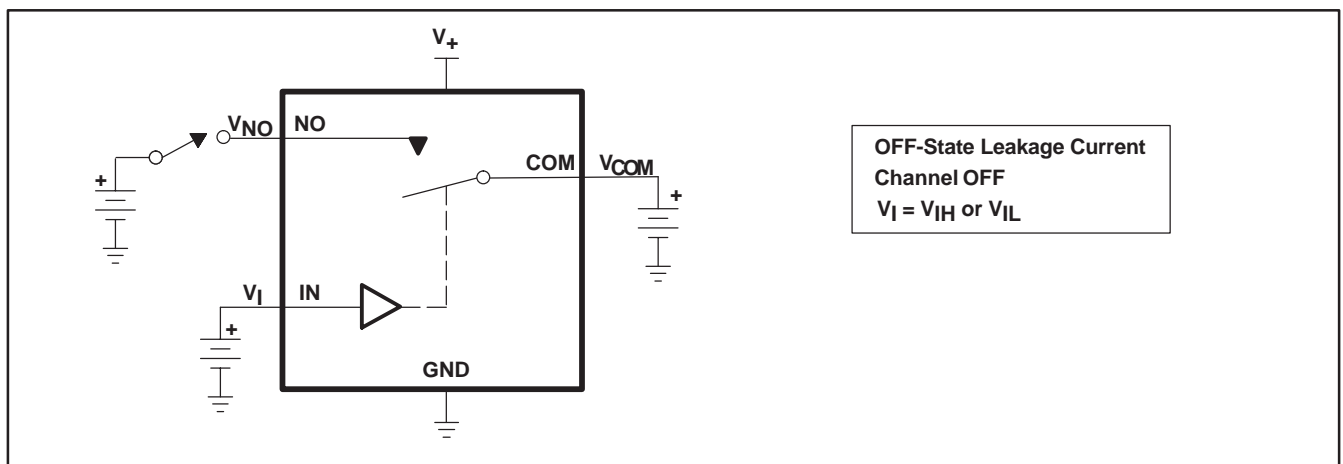 V+
VNO NO
+
COM VCOM
+
VI IN
+
GND
OFF-State Leakage Current
Channel OFF
VI = VIH or VIL